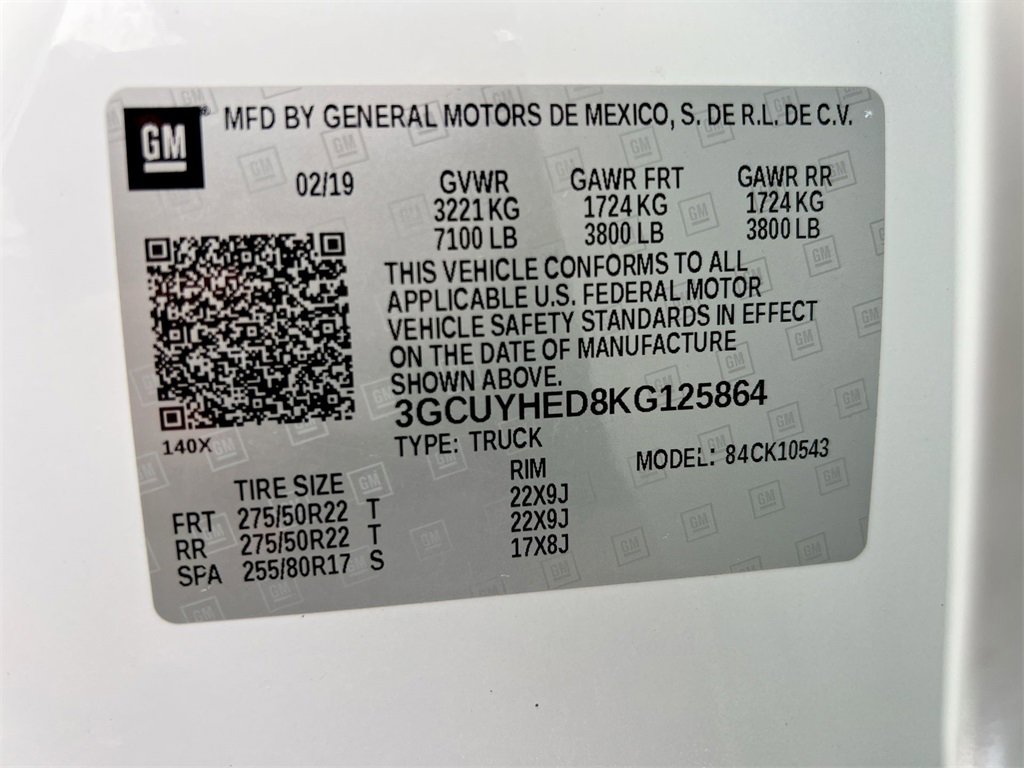 GM
MFD BY GENERAL MOTORS DE MEXICO, S. DE R.L. DE C.V.
02/19
GVWR GAWR FRT GAWR RR
3221 KG 1724 KG 1724 KG
7100 LB 3800 LB 3800 LB
THIS VEHICLE CONFORMS TO ALL
APPLICABLE U.S. FEDERAL MOTOR
VEHICLE SAFETY STANDARDS IN EFFECT
ON THE DATE OF MANUFACTURE
SHOWN ABOVE.
3GCUYHED8KG125864
140X
TYPE: TRUCK MODEL: 84CK10543
TIRE SIZE RIM
FRT 275/50R22 T 22X9J
RR 275/50R22 T 22X9J
SPA 255/80R17 S 17X8J